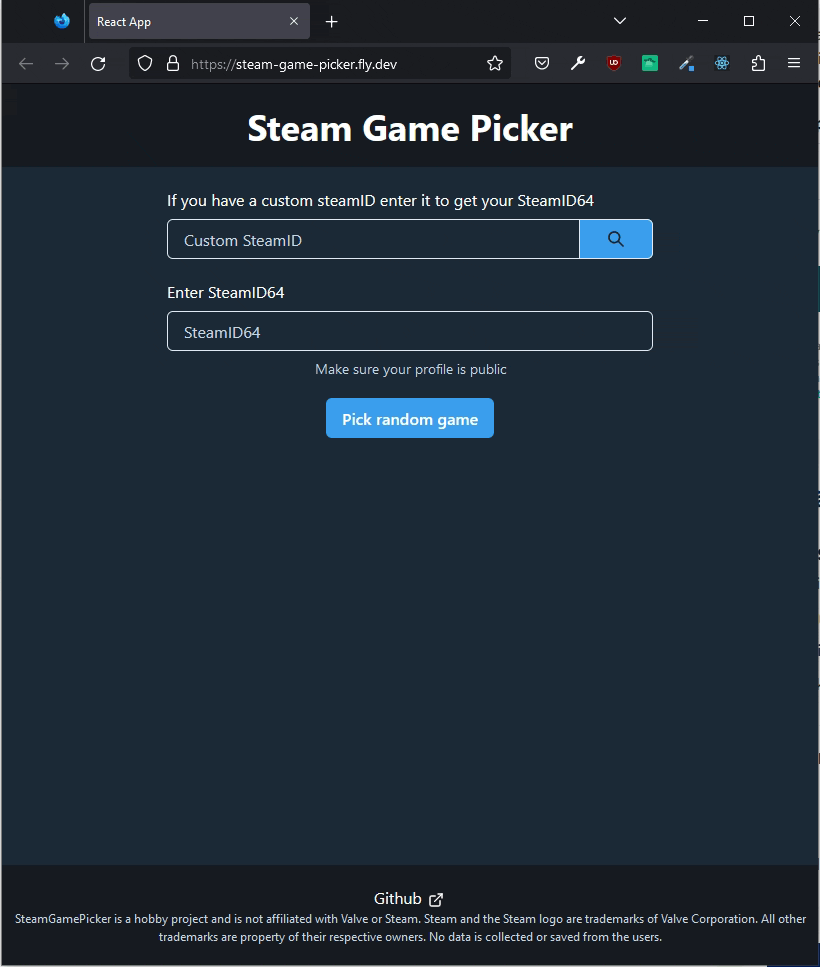 React App
https://steam-game-picker.fly.dev
Steam Game Picker
If you have a custom steamID enter it to get your SteamID64
Custom SteamID
Enter SteamID64
SteamID64
Make sure your profile is public
Pick random game
Github
SteamGamePicker is a hobby project and is not affiliated with Valve or Steam. Steam and the Steam logo are trademarks of Valve Corporation. All other
trademarks are property of their respective owners. No data is collected or saved from the users.